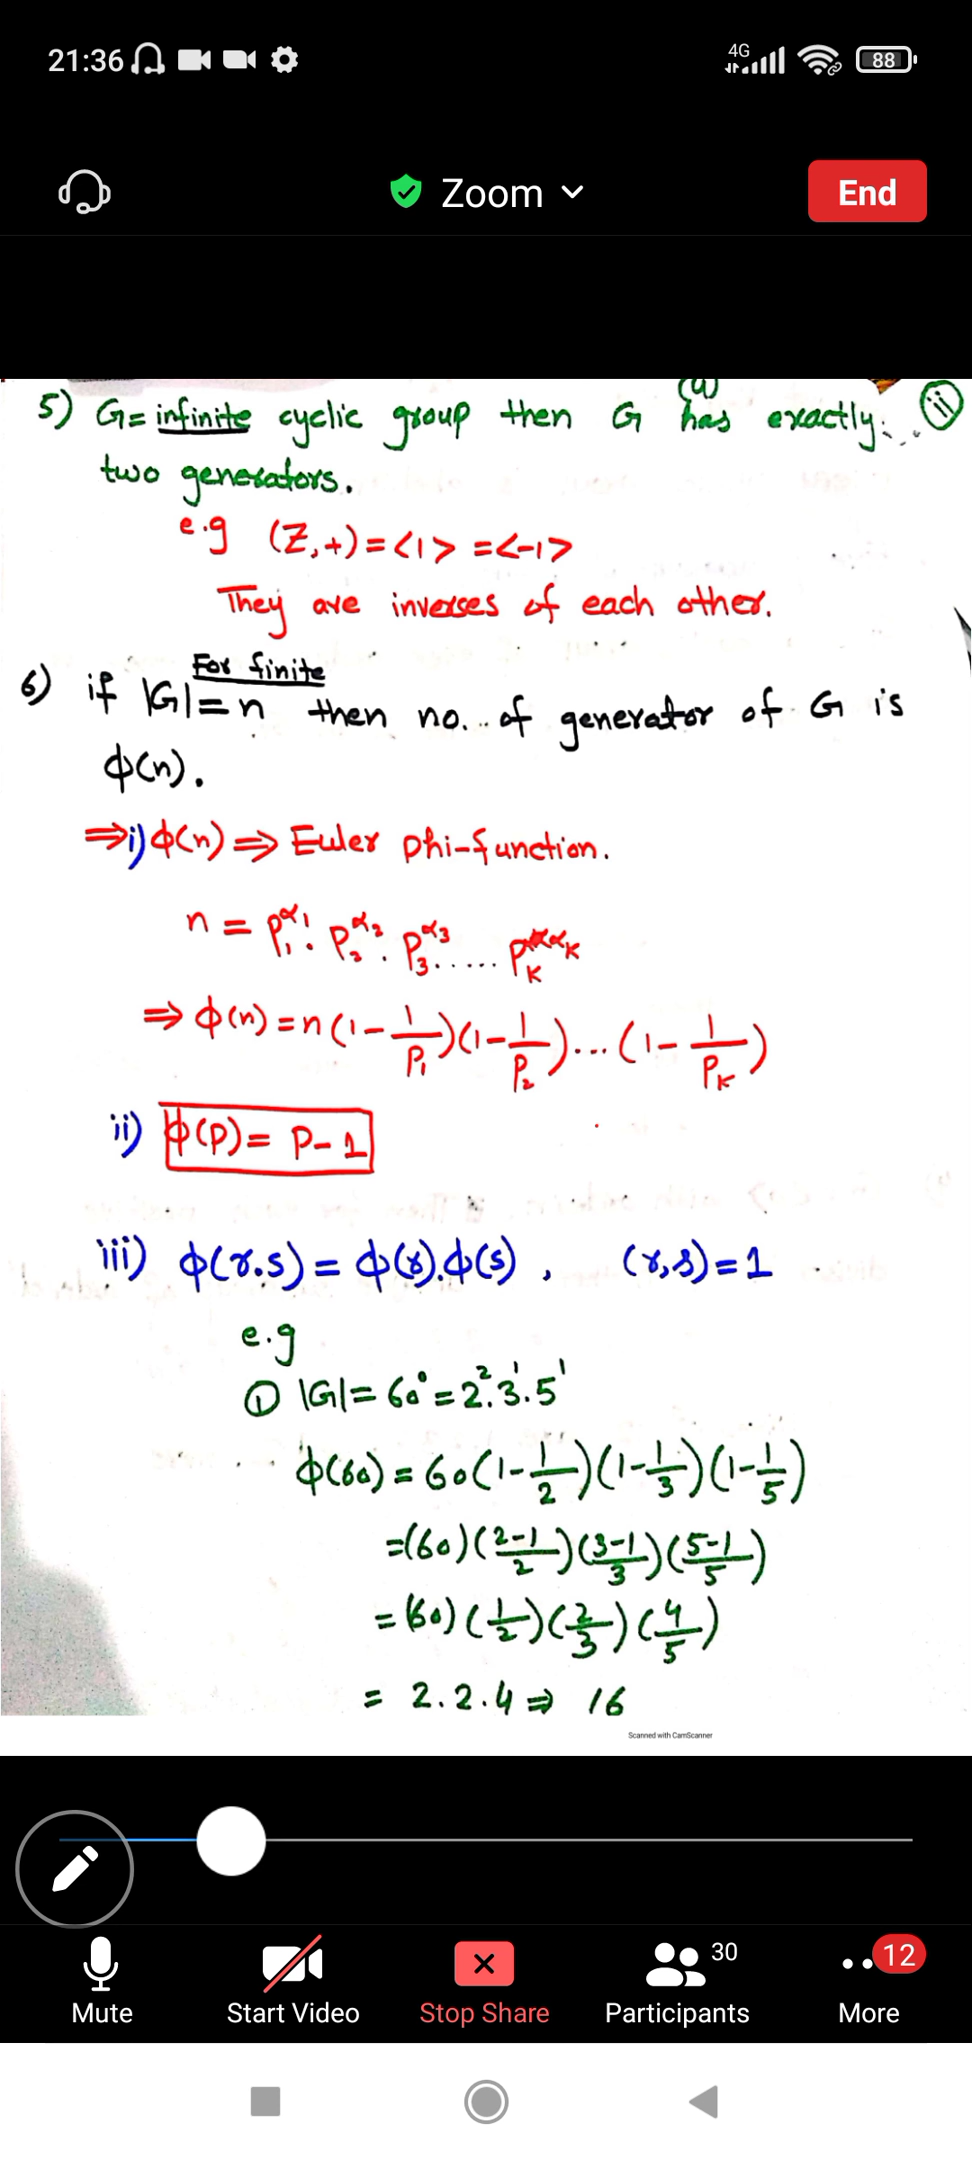 21:36 4G 88
Zoom End
(a)
5) G = infinite cyclic group then G has exactly (ii)
two generators.
e.g (Z,+) = <1> = <-1>
They are inverses of each other.
For finite
6) if |G| = n then no. of generator of G is
ϕ(n).
⇒ i) ϕ(n) ⇒ Euler phi-function.
n = p₁^α₁ . p₂^α₂ . p₃^α₃ ..... p_k^α_k
⇒ ϕ(n) = n(1 - 1/p₁)(1 - 1/p₂)...(1 - 1/p_k)
ii) ϕ(p) = p - 1
iii) ϕ(r.s) = ϕ(r).ϕ(s) , (r,s) = 1
e.g
① |G| = 60 = 2².3¹.5¹
ϕ(60) = 60(1 - 1/2)(1 - 1/3)(1 - 1/5)
= (60)(2-1/2)(3-1/3)(5-1/5)
= (60)(1/2)(2/3)(4/5)
= 2.2.4 ⇒ 16
Scanned with CamScanner
30 12
Mute Start Video Stop Share Participants More